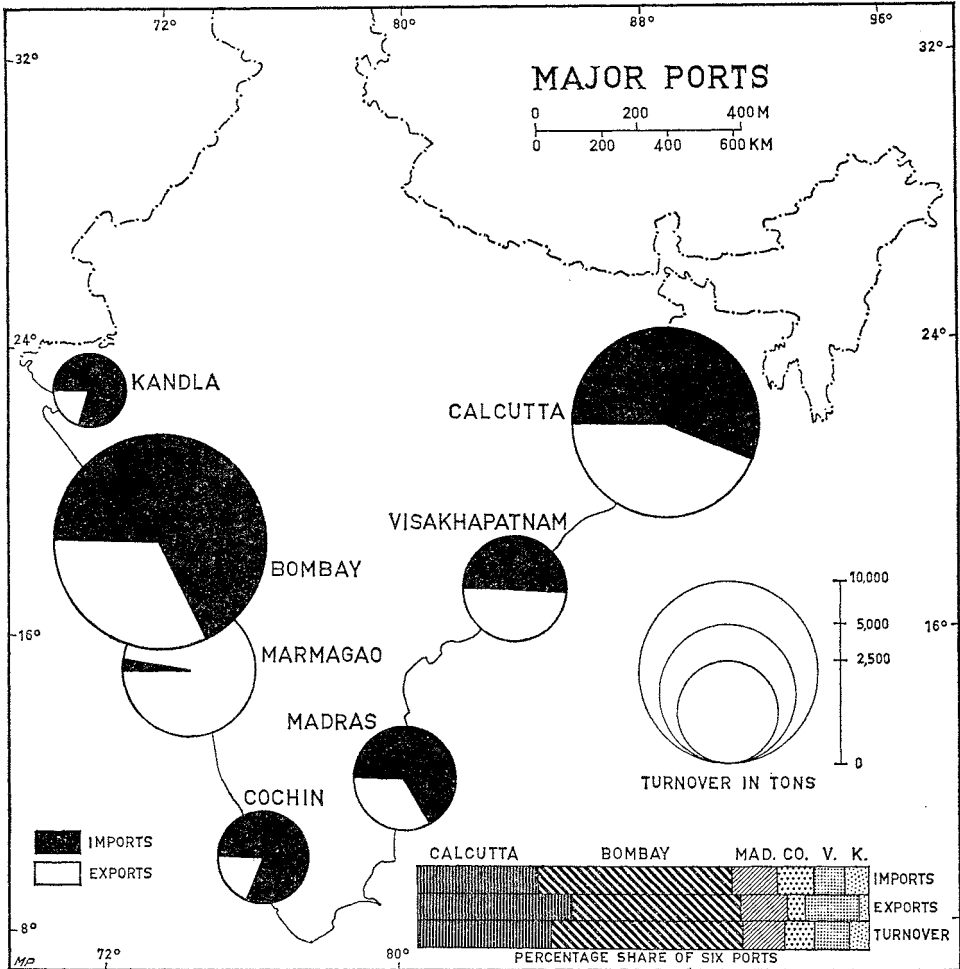 72° 80° 88° 96°
32° 32°
MAJOR PORTS
0 200 400 M
0 200 400 600 KM
24° 24°
KANDLA
CALCUTTA
VISAKHAPATNAM
BOMBAY
10,000
5,000
2,500
0
TURNOVER IN TONS
16° 16°
MARMAGAO
MADRAS
COCHIN
IMPORTS
EXPORTS
CALCUTTA BOMBAY MAD. CO. V. K.
IMPORTS
EXPORTS
TURNOVER
PERCENTAGE SHARE OF SIX PORTS
8°
MP 72° 80°